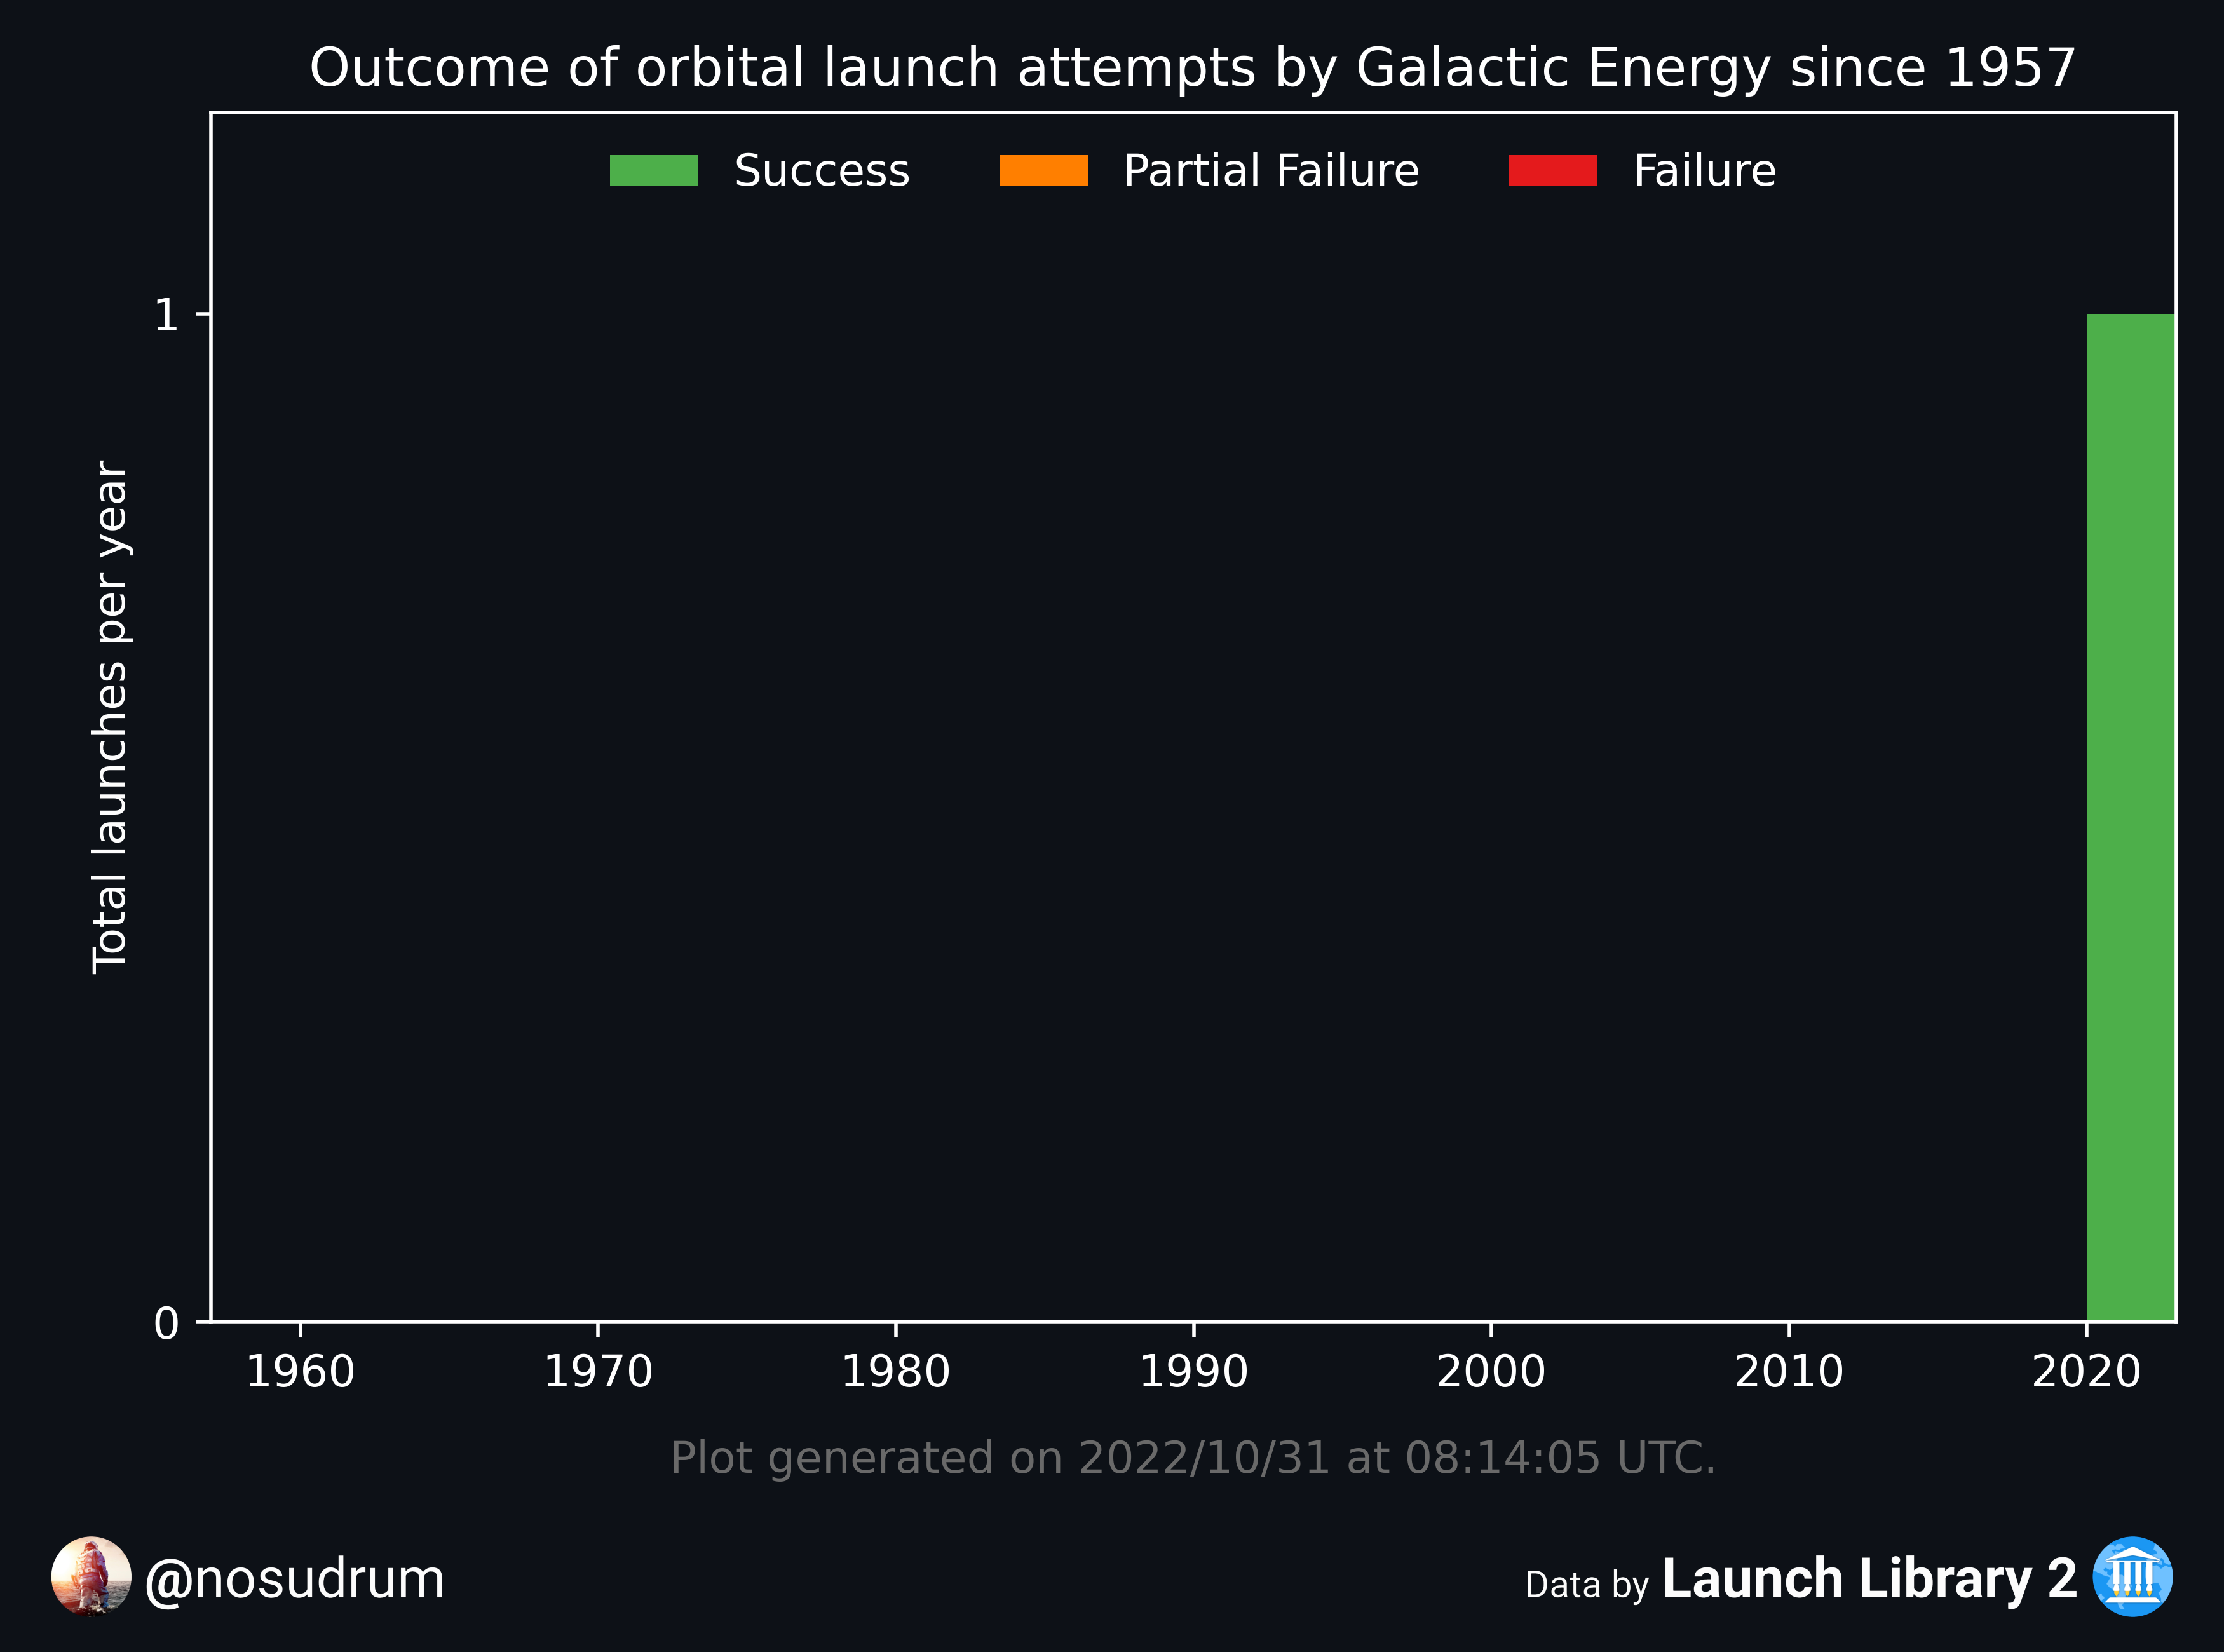 Outcome of orbital launch attempts by Galactic Energy since 1957
Success Partial Failure Failure
Total launches per year
1
0
1960 1970 1980 1990 2000 2010 2020
Plot generated on 2022/10/31 at 08:14:05 UTC.
@nosudrum
Data by Launch Library 2